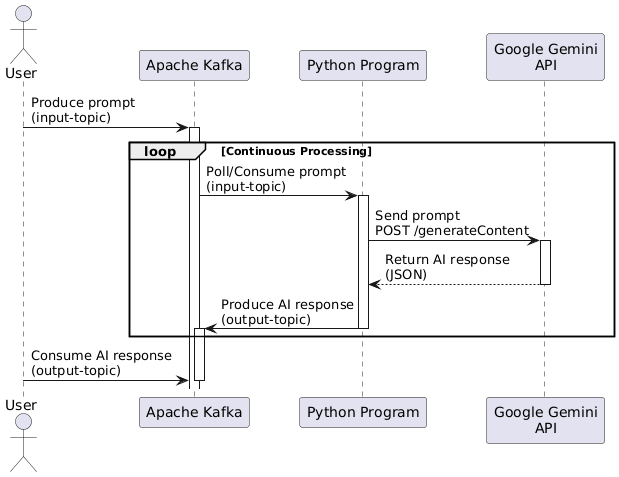 User
Apache Kafka
Python Program
Google Gemini
API
Produce prompt
(input-topic)
loop
[Continuous Processing]
Poll/Consume prompt
(input-topic)
Send prompt
POST /generateContent
Return AI response
(JSON)
Produce AI response
(output-topic)
Consume AI response
(output-topic)
User
Apache Kafka
Python Program
Google Gemini
API